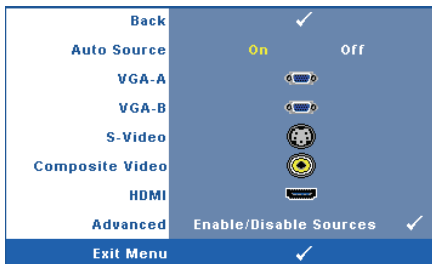 Back
Auto Source On Off
VGA-A
VGA-B
S-Video
Composite Video
HDMI
Advanced Enable/Disable Sources
Exit Menu